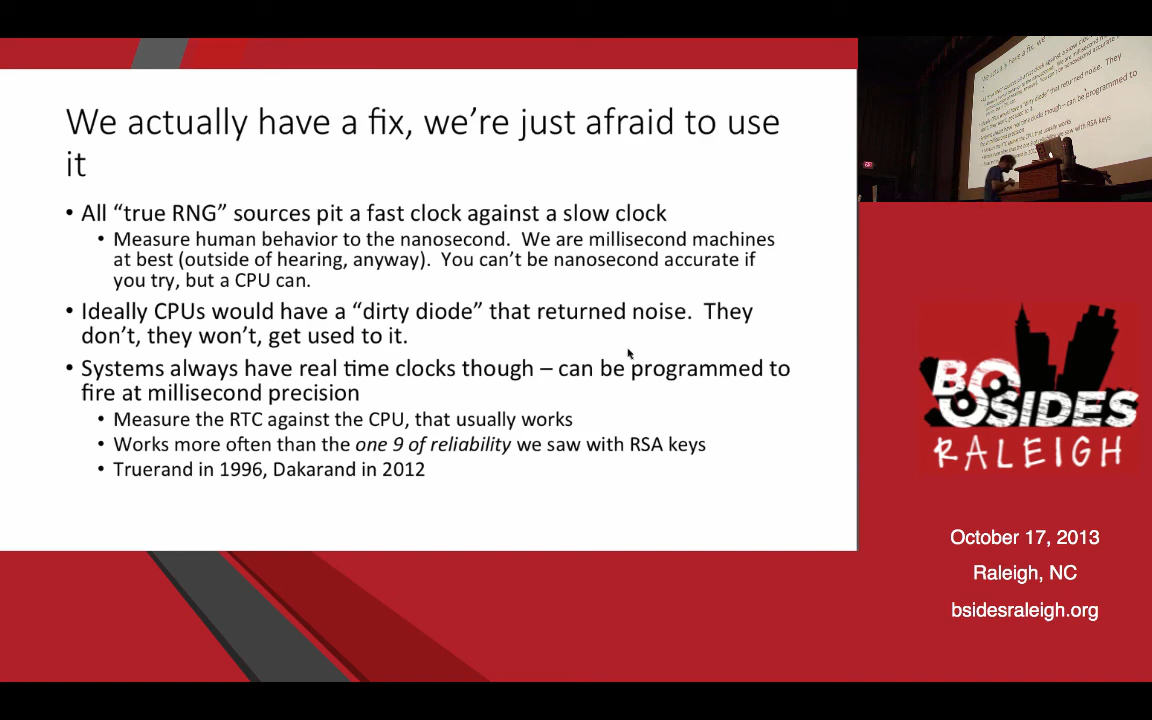 We actually have a fix, we're just afraid to use
it
• All “true RNG” sources pit a fast clock against a slow clock
• Measure human behavior to the nanosecond.  We are millisecond machines
at best (outside of hearing, anyway).  You can't be nanosecond accurate if
you try, but a CPU can.
• Ideally CPUs would have a “dirty diode” that returned noise.  They
don't, they won't, get used to it.
• Systems always have real time clocks though – can be programmed to
fire at millisecond precision
• Measure the RTC against the CPU, that usually works
• Works more often than the one 9 of reliability we saw with RSA keys
• Truerand in 1996, Dakarand in 2012
BSIDES
RALEIGH
October 17, 2013
Raleigh, NC
bsidesraleigh.org